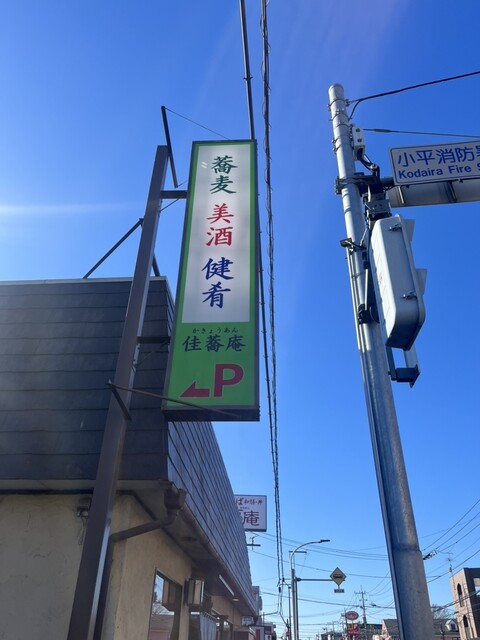 蕎麦
美酒
健肴
かきょうあん
佳蕎庵
P
小平消防署
Kodaira Fire S
庵